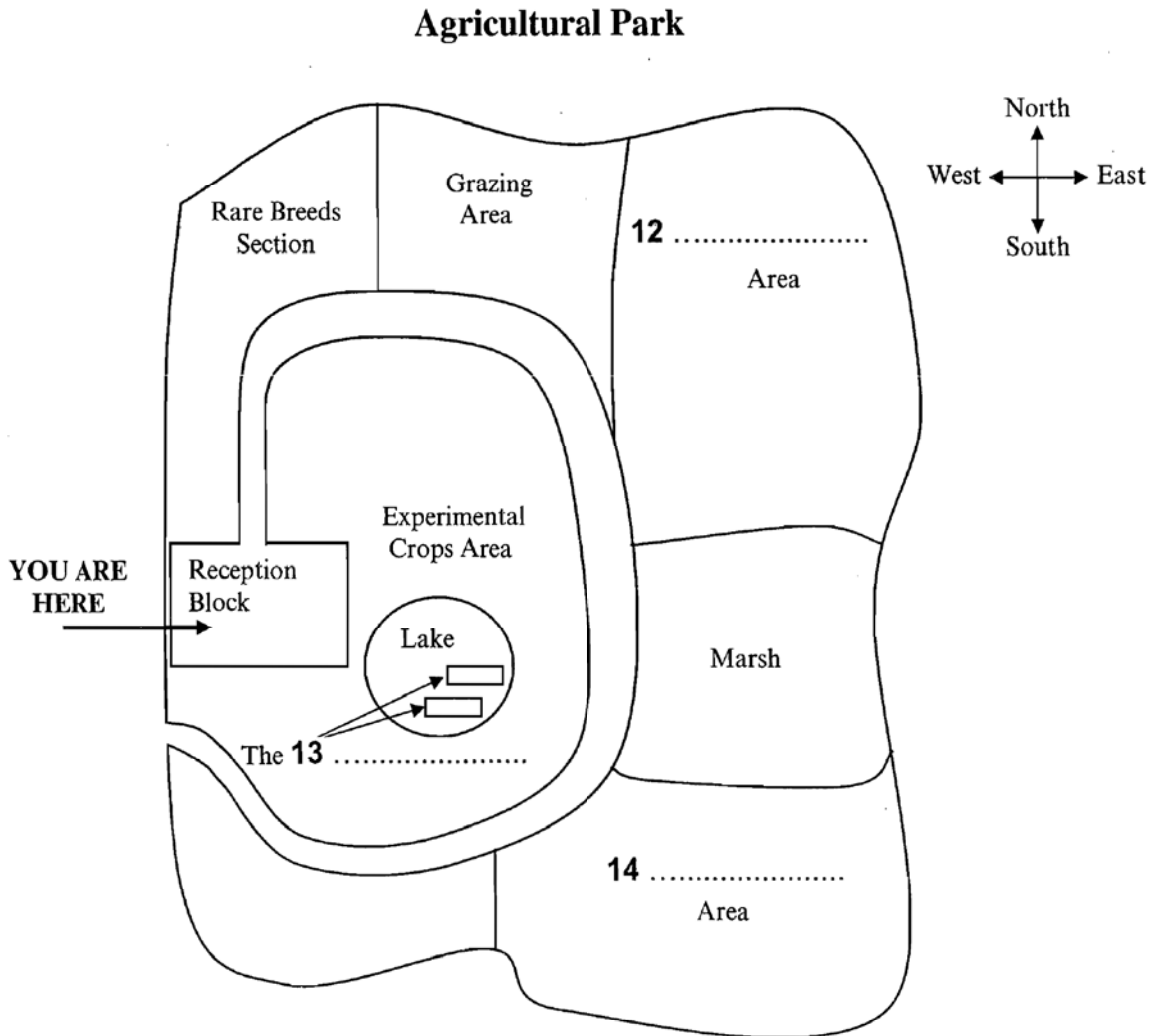 Agricultural Park
North
West
East
South
Grazing
Area
Rare Breeds
Section
12 ........................
Area
Experimental
Crops Area
YOU ARE
HERE
Reception
Block
Lake
Marsh
The 13 ........................
14 ........................
Area